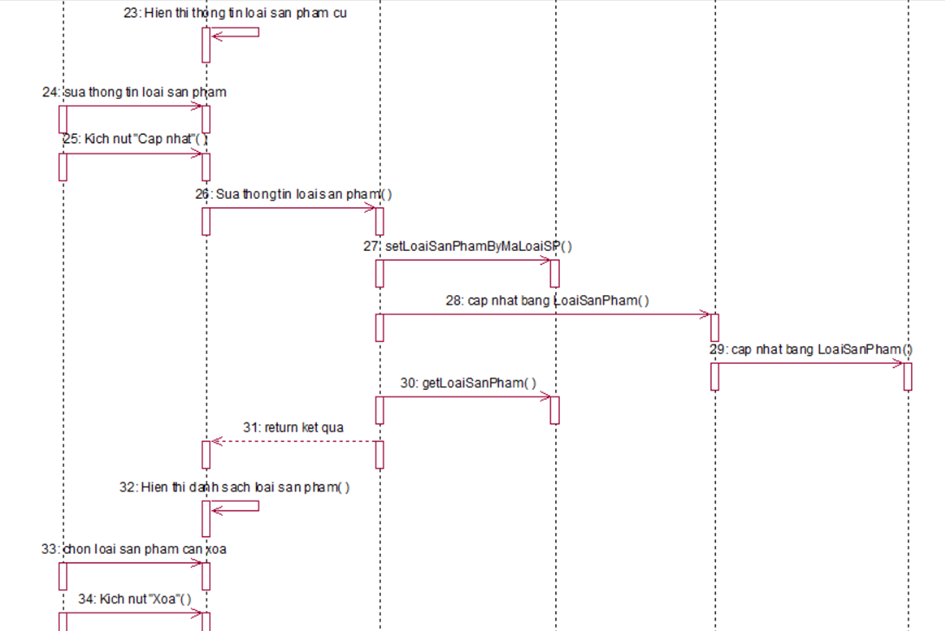 23: Hien thi thong tin loai san pham cu
24: sua thong tin loai san pham
25: Kich nut "Cap nhat"( )
26: Sua thong tin loai san pham( )
27: setLoaiSanPhamByMaLoaiSP( )
28: cap nhat bang LoaiSanPham( )
29: cap nhat bang LoaiSanPham( )
30: getLoaiSanPham( )
31: return ket qua
32: Hien thi danh sach loai san pham( )
33: chon loai san pham can xoa
34: Kich nut "Xoa"( )